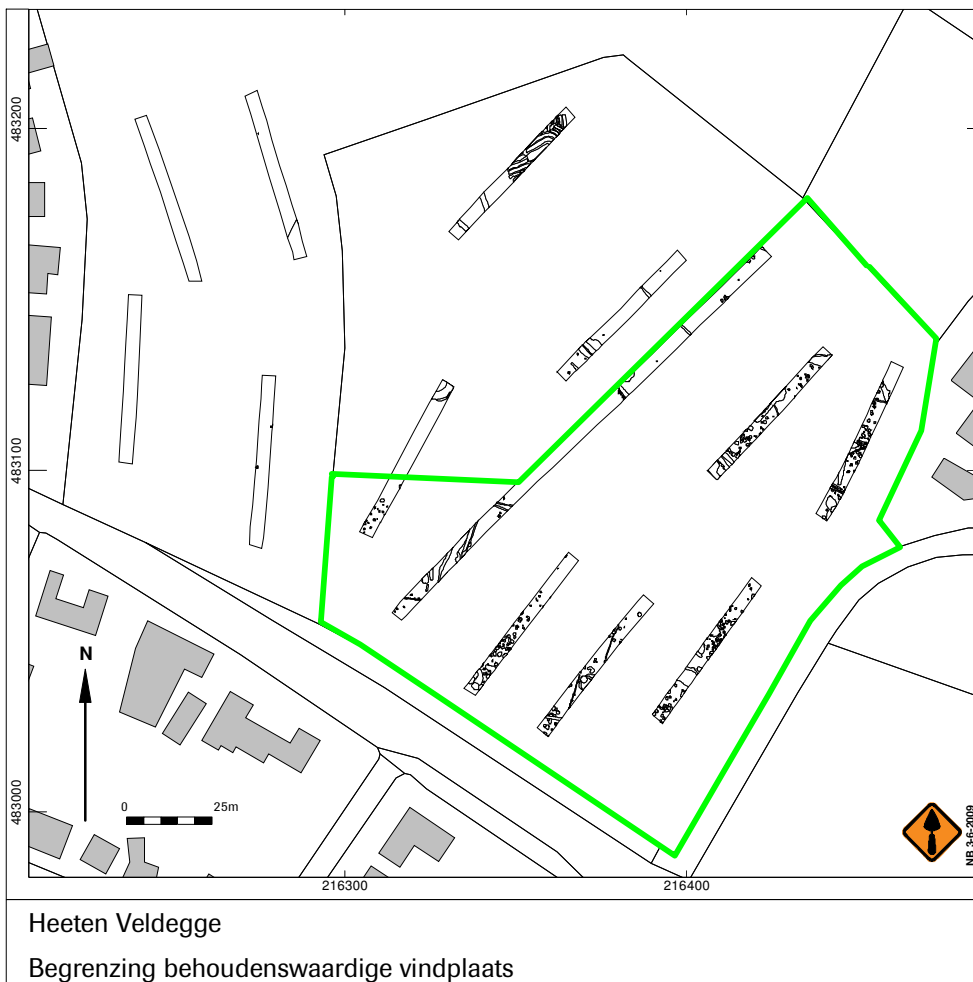 483200
483100
483000
N
0 25m
216300 216400
NB 3-6-2009
Heeten Veldegge
Begrenzing behoudenswaardige vindplaats